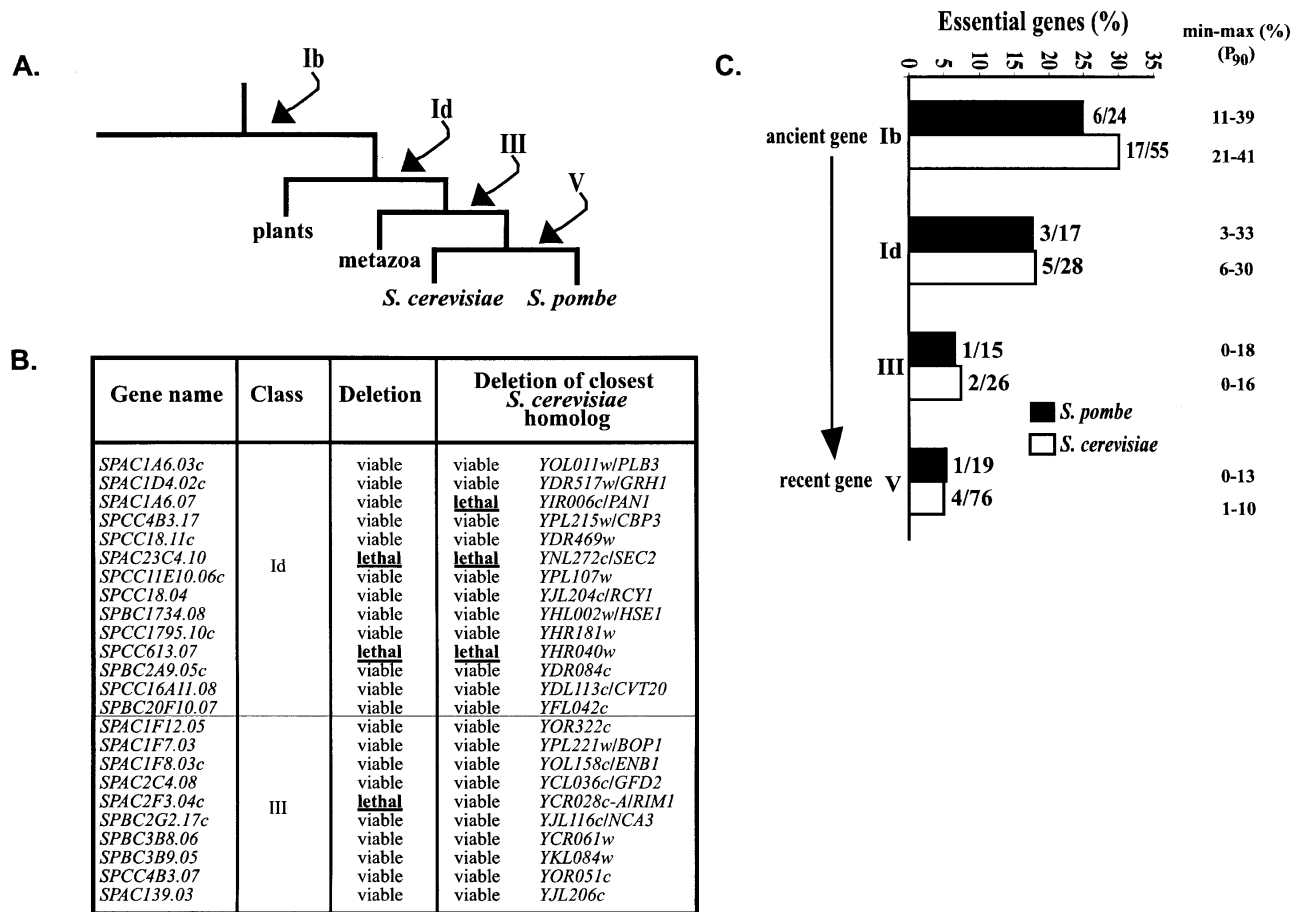 A.
Ib
Id
III
V
plants
metazoa
S. cerevisiae
S. pombe
B.
Gene name Class Deletion Deletion of closest S. cerevisiae homolog
SPAC1A6.03c viable viable YOL011w/PLB3
SPAC1D4.02c viable viable YDR517w/GRH1
SPAC1A6.07 viable lethal YIR006c/PAN1
SPCC4B3.17 viable viable YPL215w/CBP3
SPCC18.11c viable viable YDR469w
SPAC23C4.10 Id lethal lethal YNL272c/SEC2
SPCC11E10.06c viable viable YPL107w
SPCC18.04 viable viable YJL204c/RCY1
SPBC1734.08 viable viable YHL002w/HSE1
SPCC1795.10c viable viable YHR181w
SPCC613.07 lethal lethal YHR040w
SPBC2A9.05c viable viable YDR084c
SPCC16A11.08 viable viable YDL113c/CVT20
SPBC20F10.07 viable viable YFL042c
SPAC1F12.05 viable viable YOR322c
SPAC1F7.03 viable viable YPL221w/BOP1
SPAC1F8.03c viable viable YOL158c/ENB1
SPAC2C4.08 viable viable YCL036c/GFD2
SPAC2F3.04c III lethal viable YCR028c-A/RIM1
SPBC2G2.17c viable viable YJL116c/NCA3
SPBC3B8.06 viable viable YCR061w
SPBC3B9.05 viable viable YKL084w
SPCC4B3.07 viable viable YOR051c
SPAC139.03 viable viable YJL206c
C.
Essential genes (%)
min-max (%)
(P90)
0 5 10 15 20 25 30 35
ancient gene Ib 6/24 11-39
17/55 21-41
Id 3/17 3-33
5/28 6-30
III 1/15 0-18
2/26 0-16
S. pombe
S. cerevisiae
recent gene V 1/19 0-13
4/76 1-10